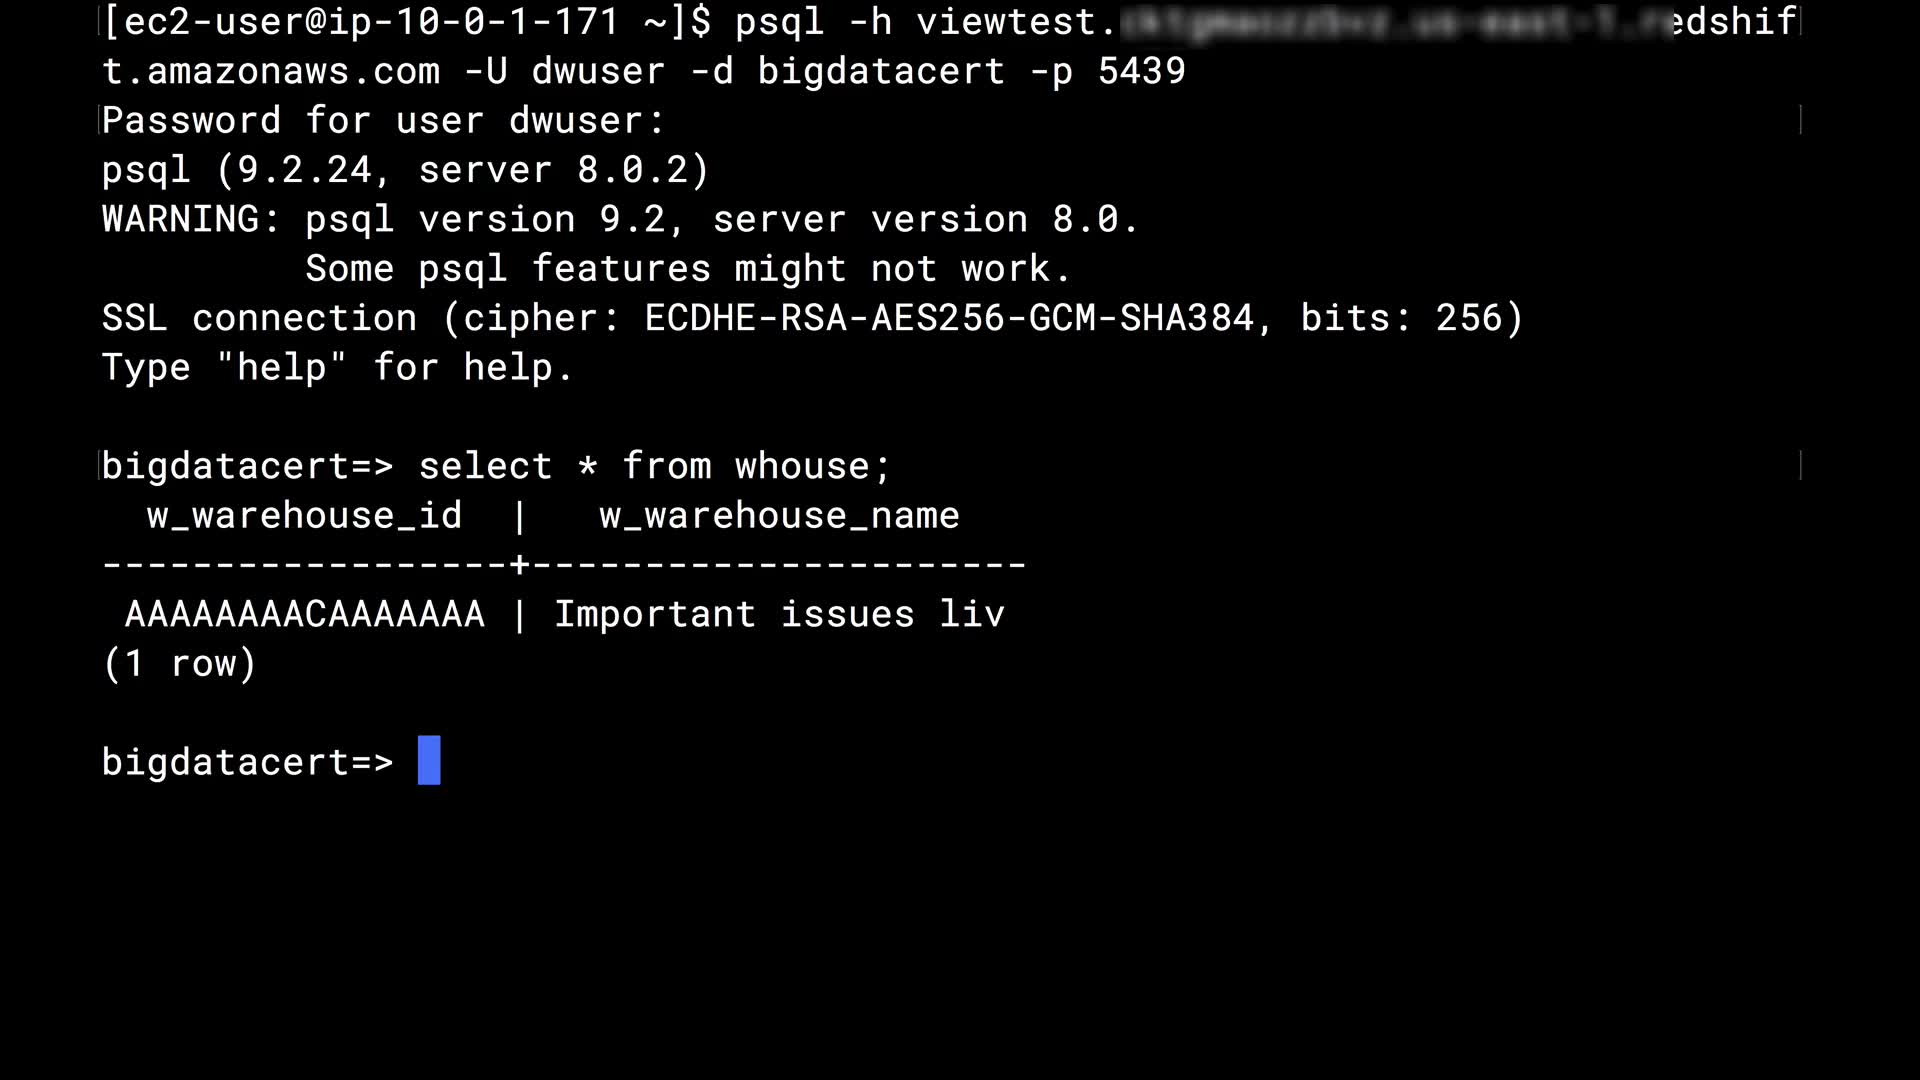 [ec2-user@ip-10-0-1-171 ~]$ psql -h viewtest. edshif
t.amazonaws.com -U dwuser -d bigdatacert -p 5439
Password for user dwuser:
psql (9.2.24, server 8.0.2)
WARNING: psql version 9.2, server version 8.0.
         Some psql features might not work.
SSL connection (cipher: ECDHE-RSA-AES256-GCM-SHA384, bits: 256)
Type "help" for help.
bigdatacert=> select * from whouse;
  w_warehouse_id  |   w_warehouse_name
------------------+----------------------
 AAAAAAAACAAAAAAA | Important issues liv
(1 row)
bigdatacert=>